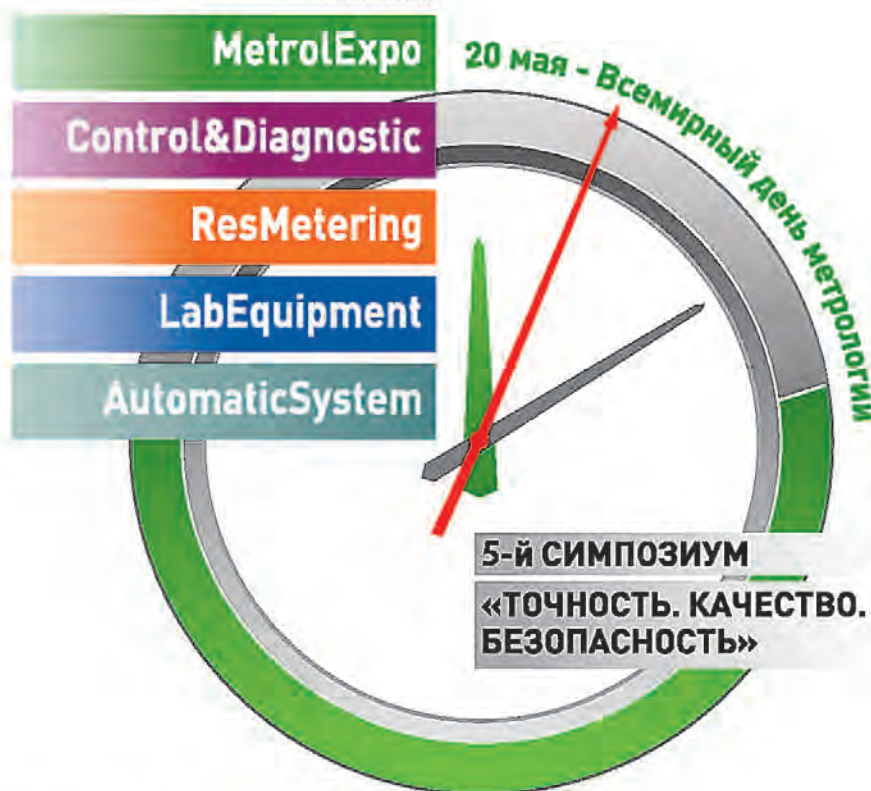 MetrolExpo
20 мая - Всемирный день метрологии
Control&Diagnostic
ResMetering
LabEquipment
AutomaticSystem
5-й СИМПОЗИУМ
«ТОЧНОСТЬ. КАЧЕСТВО.
БЕЗОПАСНОСТЬ»